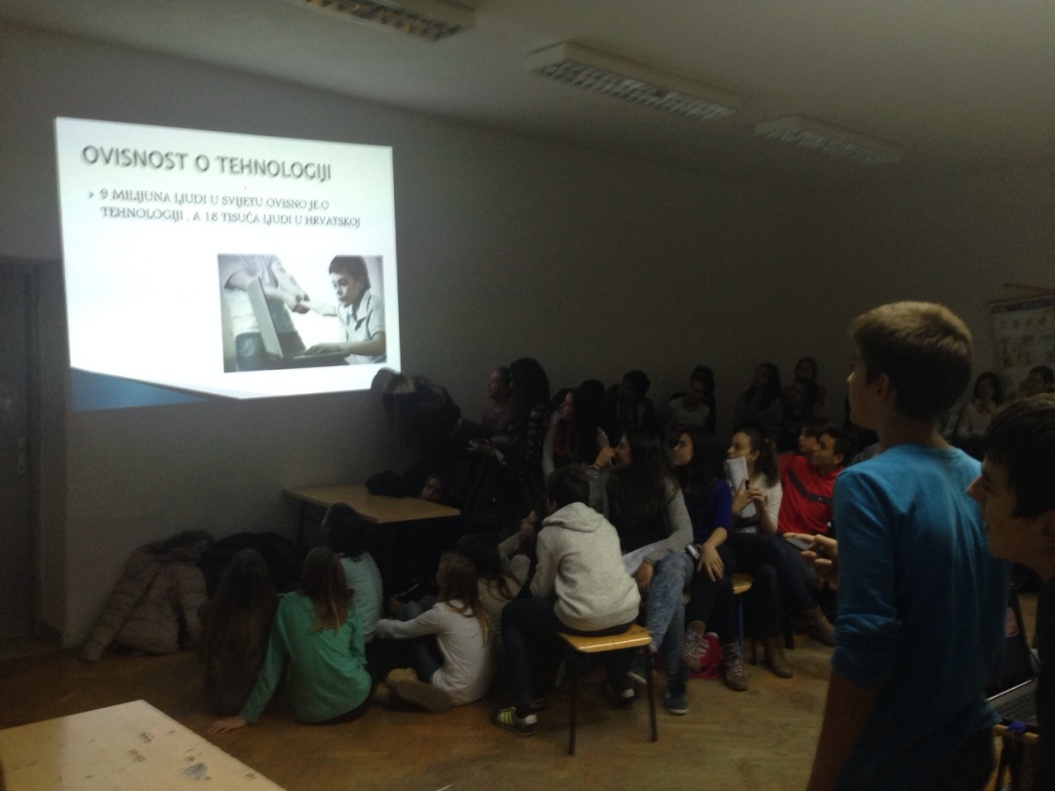 OVISNOST O TEHNOLOGIJI
9 MILIJUNA LJUDI U SVIJETU OVISNO JE O
TEHNOLOGIJI , A 18 TISUĆA LJUDI U HRVATSKOJ